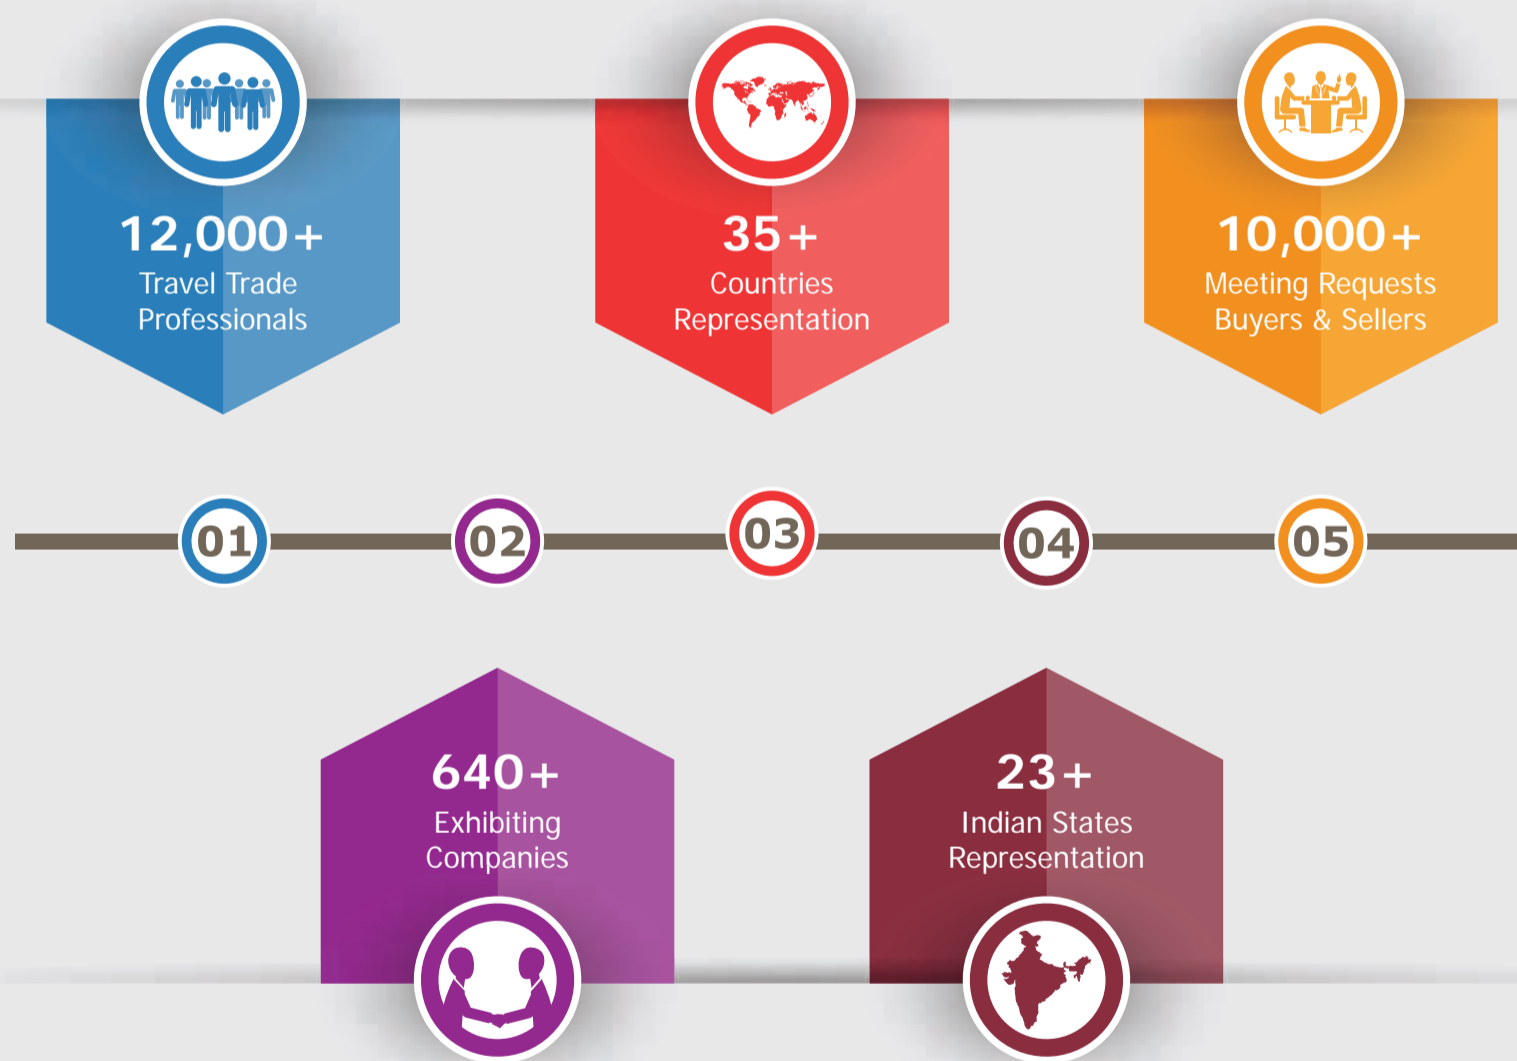 12,000+
Travel Trade
Professionals
35+
Countries
Representation
10,000+
Meeting Requests
Buyers & Sellers
01
02
03
04
05
640+
Exhibiting
Companies
23+
Indian States
Representation